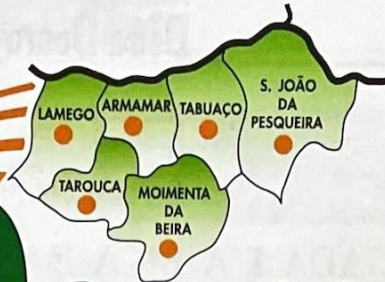 LAMEGO
ARMAMAR
TABUAÇO
S. JOÃO
DA
PESQUEIRA
TAROUCA
MOIMENTA
DA
BEIRA